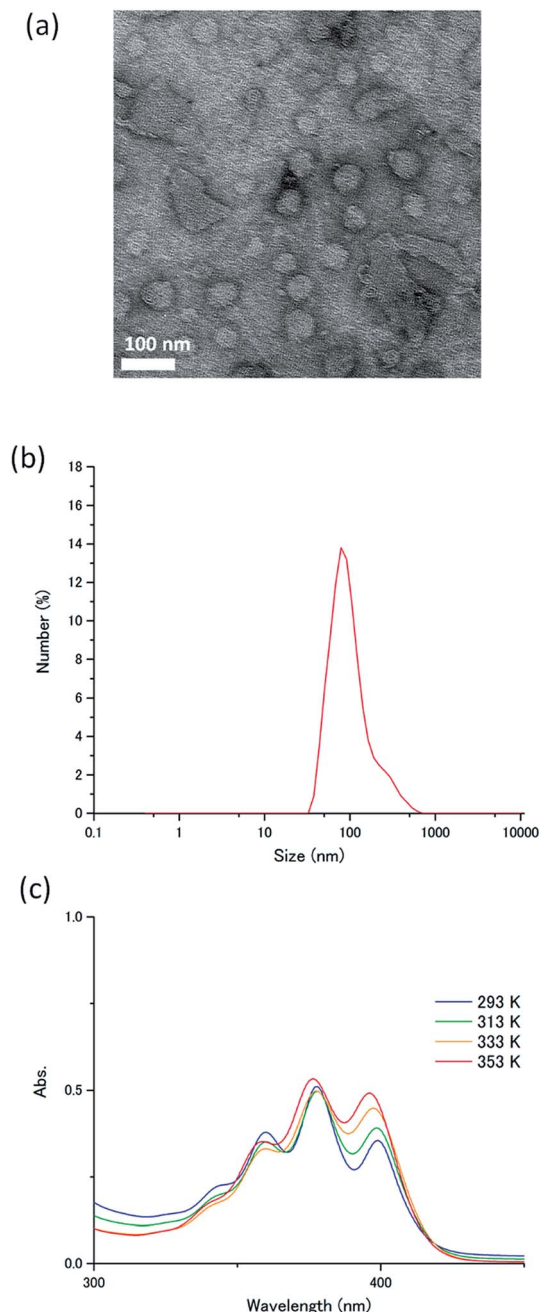 (a)
100 nm
(b)
18
16
14
12
10
8
6
4
2
0
Number (%)
0.1 1 10 100 1000 10000
Size (nm)
(c)
1.0
0.5
0.0
Abs.
293 K
313 K
333 K
353 K
300 400
Wavelength (nm)